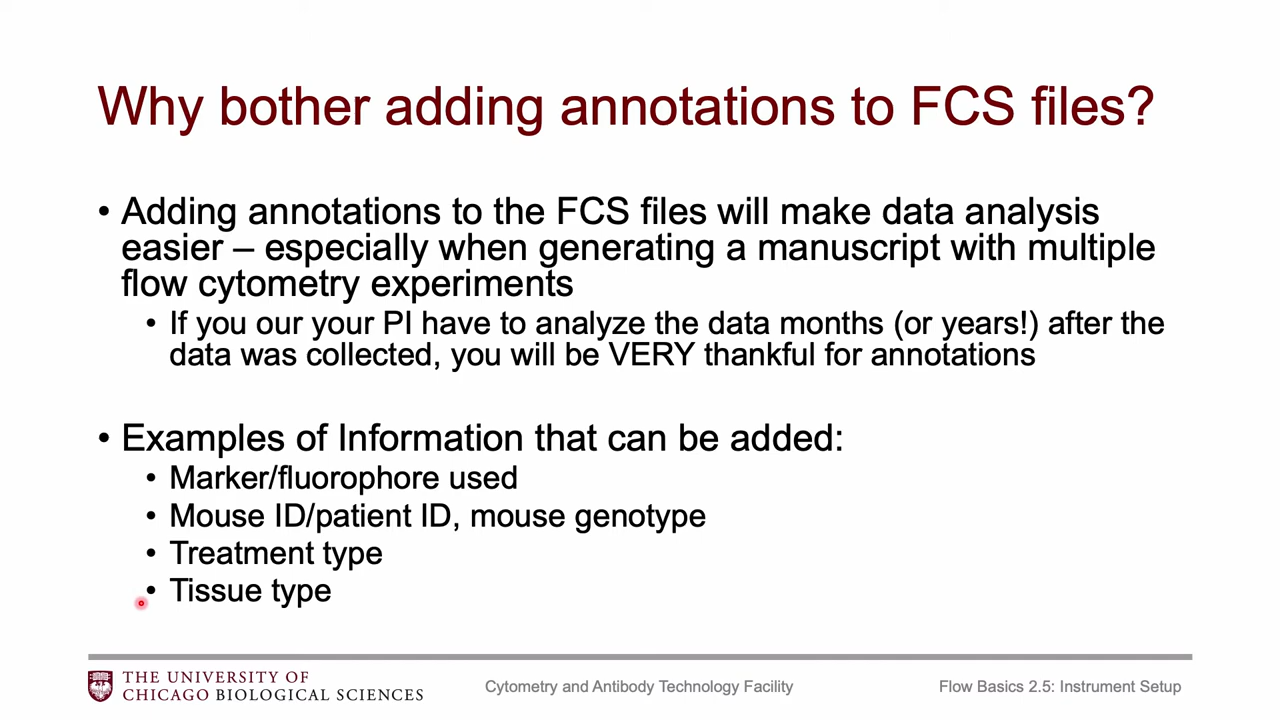 Why bother adding annotations to FCS files?
• Adding annotations to the FCS files will make data analysis
easier – especially when generating a manuscript with multiple
flow cytometry experiments
• If you our your PI have to analyze the data months (or years!) after the
data was collected, you will be VERY thankful for annotations
• Examples of Information that can be added:
• Marker/fluorophore used
• Mouse ID/patient ID, mouse genotype
• Treatment type
• Tissue type
THE UNIVERSITY OF
CHICAGO BIOLOGICAL SCIENCES
Cytometry and Antibody Technology Facility
Flow Basics 2.5: Instrument Setup